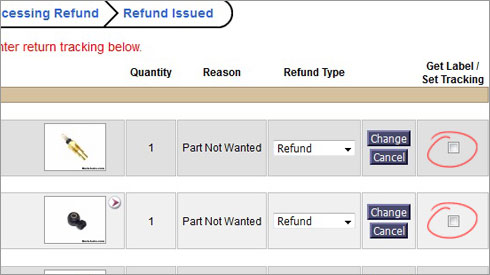 cessing Refund Refund Issued
nter return tracking below.
Quantity Reason Refund Type Get Label /
Set Tracking
1 Part Not Wanted Refund Change
Cancel
1 Part Not Wanted Refund Change
Cancel